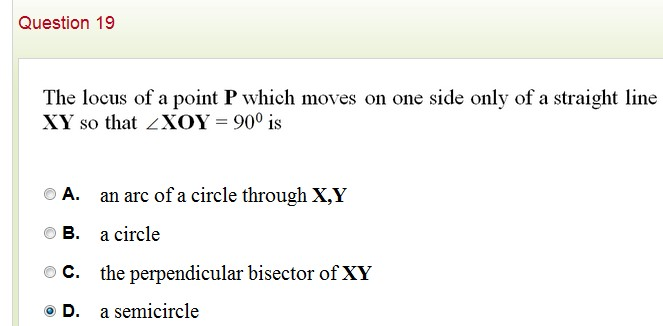 Question 19
The locus of a point P which moves on one side only of a straight line
XY so that ∠XOY = 90⁰ is
A. an arc of a circle through X,Y
B. a circle
C. the perpendicular bisector of XY
D. a semicircle